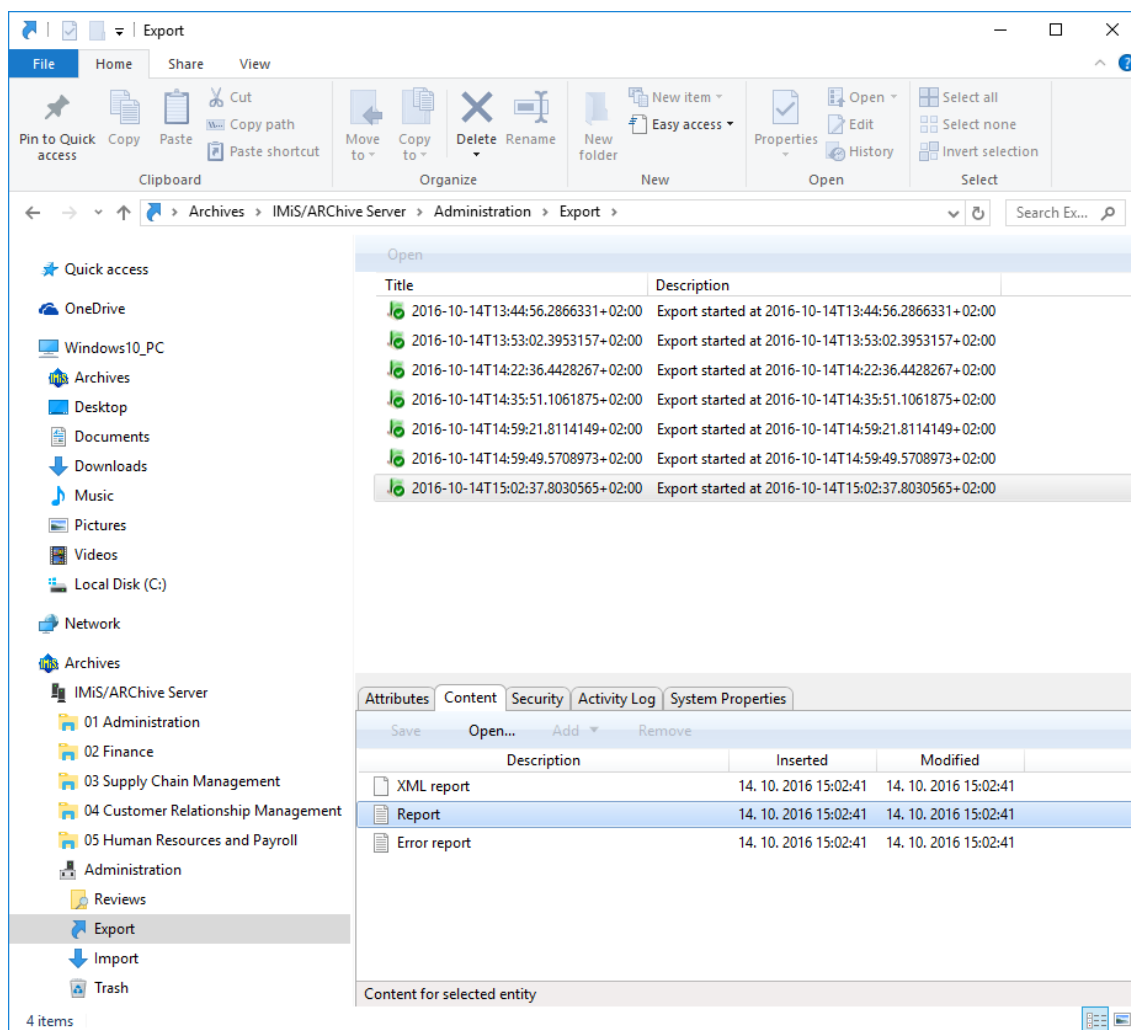 Export
File Home Share View
Pin to Quick access
Copy
Paste
Cut
Copy path
Paste shortcut
Clipboard
Move to
Copy to
Delete
Rename
Organize
New folder
New item
Easy access
New
Properties
Open
Edit
History
Open
Select all
Select none
Invert selection
Select
Archives > IMiS/ARChive Server > Administration > Export >
Search Ex...
Quick access
OneDrive
Windows10_PC
Archives
Desktop
Documents
Downloads
Music
Pictures
Videos
Local Disk (C:)
Network
Archives
IMiS/ARChive Server
01 Administration
02 Finance
03 Supply Chain Management
04 Customer Relationship Management
05 Human Resources and Payroll
Administration
Reviews
Export
Import
Trash
Open
Title Description
2016-10-14T13:44:56.2866331+02:00 Export started at 2016-10-14T13:44:56.2866331+02:00
2016-10-14T13:53:02.3953157+02:00 Export started at 2016-10-14T13:53:02.3953157+02:00
2016-10-14T14:22:36.4428267+02:00 Export started at 2016-10-14T14:22:36.4428267+02:00
2016-10-14T14:35:51.1061875+02:00 Export started at 2016-10-14T14:35:51.1061875+02:00
2016-10-14T14:59:21.8114149+02:00 Export started at 2016-10-14T14:59:21.8114149+02:00
2016-10-14T14:59:49.5708973+02:00 Export started at 2016-10-14T14:59:49.5708973+02:00
2016-10-14T15:02:37.8030565+02:00 Export started at 2016-10-14T15:02:37.8030565+02:00
Attributes Content Security Activity Log System Properties
Save Open... Add Remove
Description Inserted Modified
XML report 14. 10. 2016 15:02:41 14. 10. 2016 15:02:41
Report 14. 10. 2016 15:02:41 14. 10. 2016 15:02:41
Error report 14. 10. 2016 15:02:41 14. 10. 2016 15:02:41
Content for selected entity
4 items